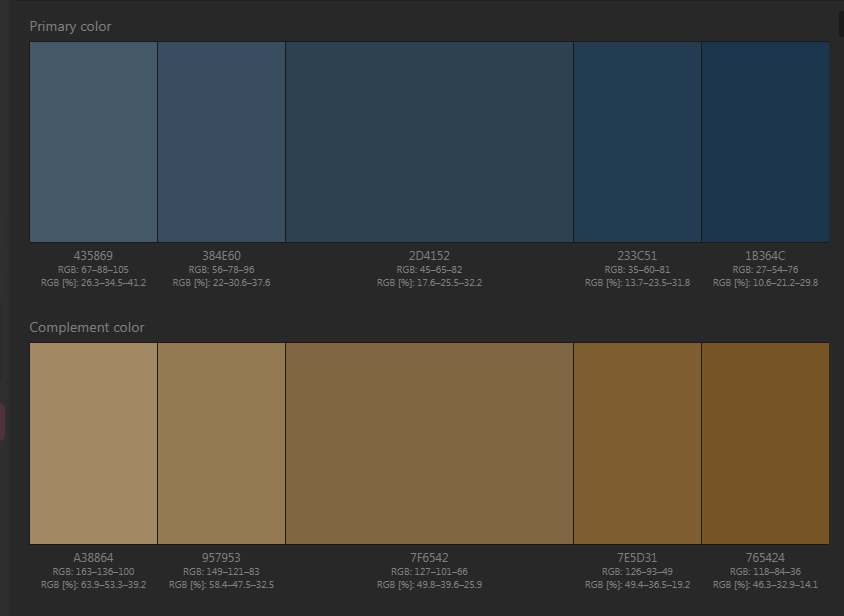 Primary color
435869
RGB: 67–88–105
RGB [%]: 26.3–34.5–41.2
384E60
RGB: 56–78–96
RGB [%]: 22–30.6–37.6
2D4152
RGB: 45–65–82
RGB [%]: 17.6–25.5–32.2
233C51
RGB: 35–60–81
RGB [%]: 13.7–23.5–31.8
1B364C
RGB: 27–54–76
RGB [%]: 10.6–21.2–29.8
Complement color
A38864
RGB: 163–136–100
RGB [%]: 63.9–53.3–39.2
957953
RGB: 149–121–83
RGB [%]: 58.4–47.5–32.5
7F6542
RGB: 127–101–66
RGB [%]: 49.8–39.6–25.9
7E5D31
RGB: 126–93–49
RGB [%]: 49.4–36.5–19.2
765424
RGB: 118–84–36
RGB [%]: 46.3–32.9–14.1